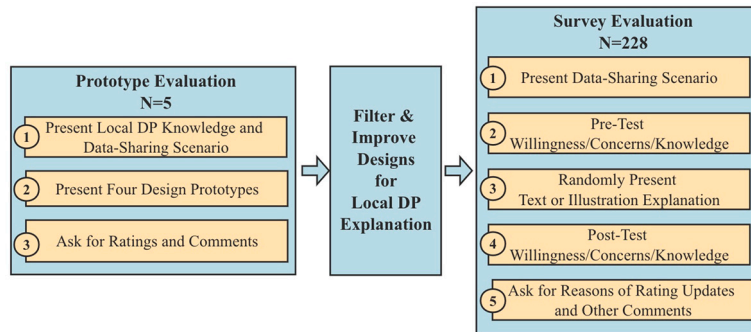 Prototype Evaluation
N=5
1
Present Local DP Knowledge and
Data-Sharing Scenario
2
Present Four Design Prototypes
3
Ask for Ratings and Comments
Filter &
Improve
Designs
for
Local DP
Explanation
Survey Evaluation
N=228
1
Present Data-Sharing Scenario
2
Pre-Test
Willingness/Concerns/Knowledge
3
Randomly Present
Text or Illustration Explanation
4
Post-Test
Willingness/Concerns/Knowledge
5
Ask for Reasons of Rating Updates
and Other Comments